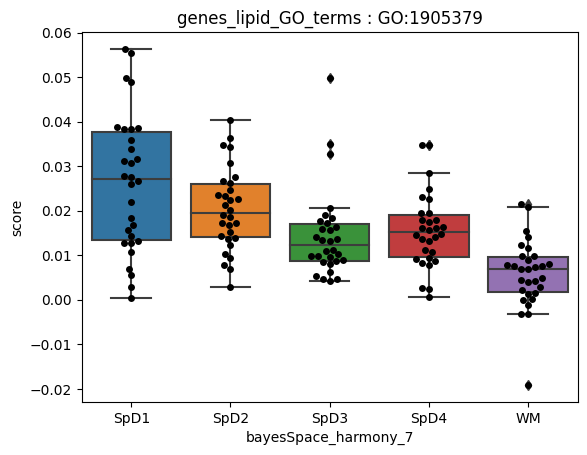 genes_lipid_GO_terms : GO:1905379
score
0.06
0.05
0.04
0.03
0.02
0.01
0.00
−0.01
−0.02
SpD1 SpD2 SpD3 SpD4 WM
bayesSpace_harmony_7